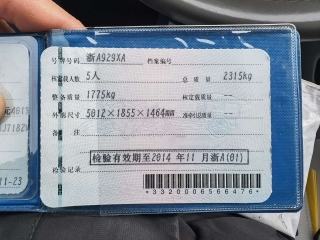 号牌号码 浙A929XA 档案编号
核定载人数 5人 总质量 2315kg
整备质量 1775kg 核定载质量 --
外廓尺寸 5012×1855×1464mm 准牵引总质量 --
备注
检验有效期至2014年11月浙A(01)
检验记录
*3320006566476*
11-23